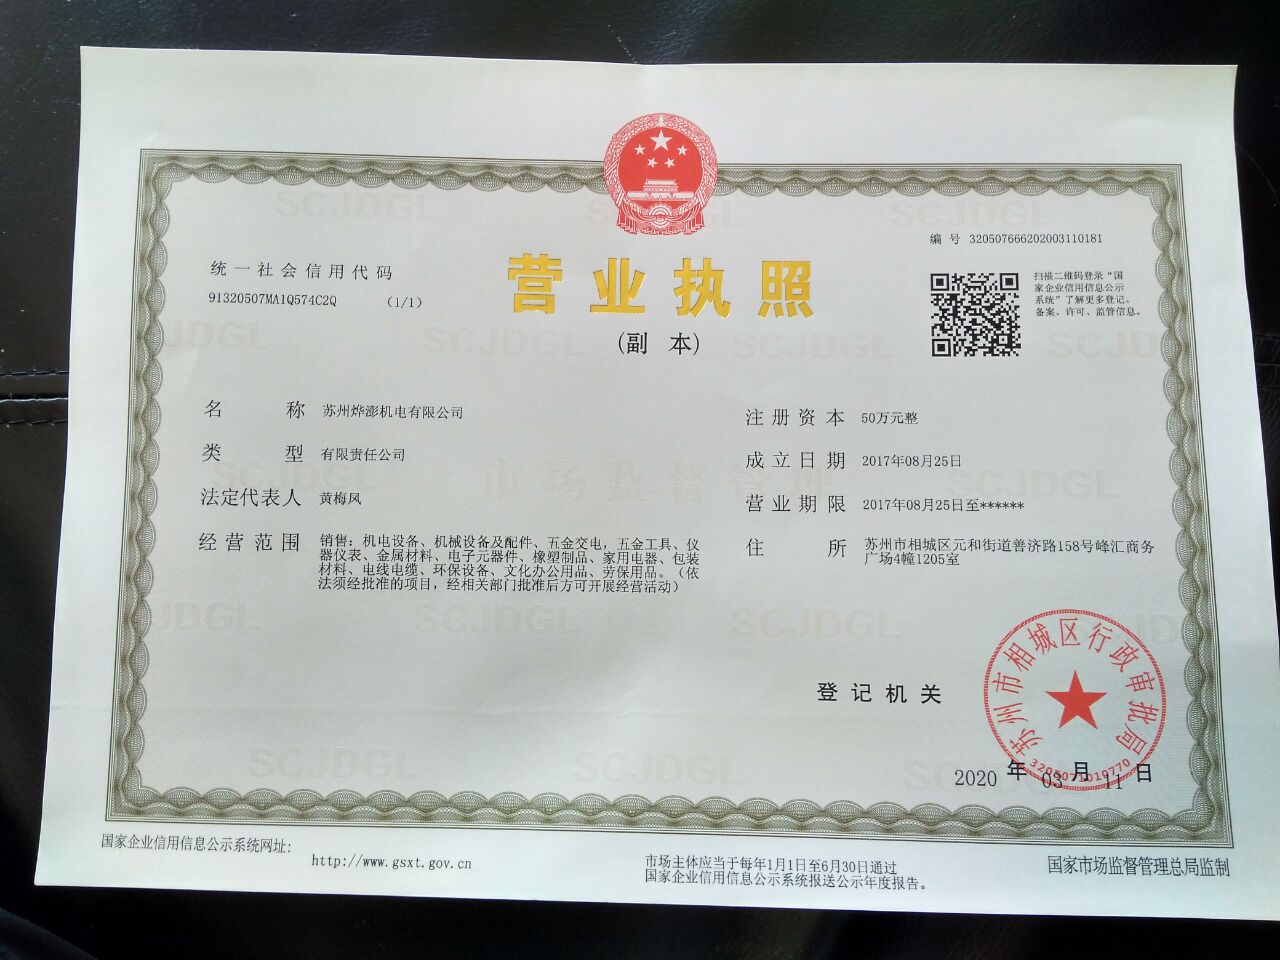 编 号 320507666202003110181
统一社会信用代码
91320507MA1Q574C2Q (1/1)
营业执照
(副 本)
扫描二维码登录“国
家企业信用信息公示
系统”了解更多登记、
备案、许可、监管信息。
名 称 苏州烨澎机电有限公司
类 型 有限责任公司
法定代表人 黄梅风
经营范围 销售：机电设备、机械设备及配件、五金交电，五金工具、仪
器仪表、金属材料、电子元器件、橡塑制品、家用电器、包装
材料、电线电缆、环保设备、文化办公用品、劳保用品。（依
法须经批准的项目，经相关部门批准后方可开展经营活动）
注册资本 50万元整
成立日期 2017年08月25日
营业期限 2017年08月25日至******
住 所 苏州市相城区元和街道善济路158号峰汇商务
广场4幢1205室
登记机关
苏州市相城区行政审批局
3205071010770
2020 年 03 月 11 日
国家企业信用信息公示系统网址：
http://www.gsxt.gov.cn
市场主体应当于每年1月1日至6月30日通过
国家企业信用信息公示系统报送公示年度报告。
国家市场监督管理总局监制
SCJDGL
市场监督管理